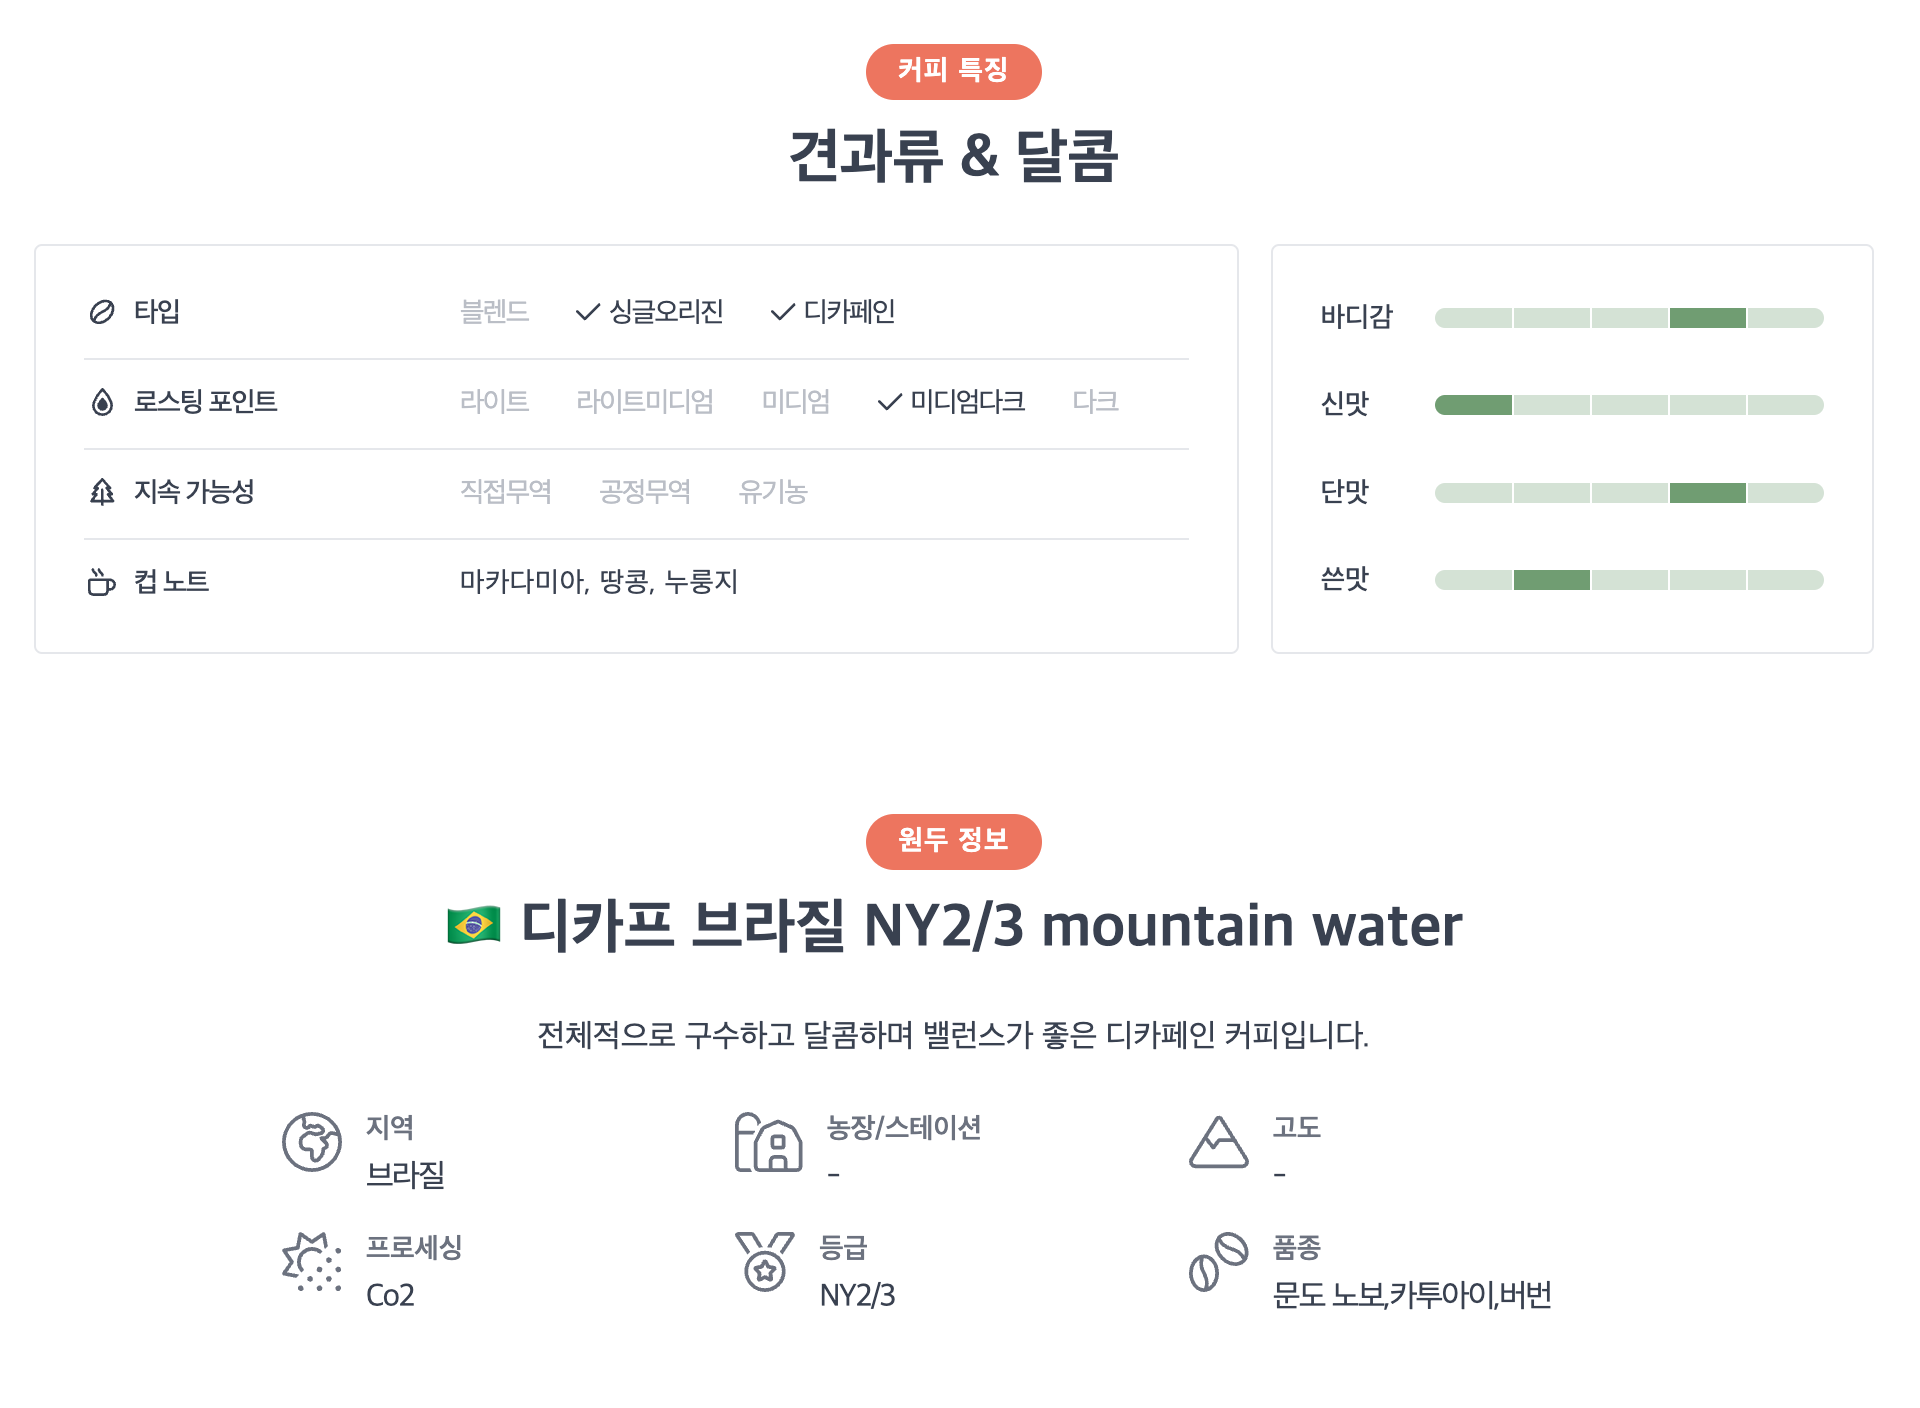 커피 특징
견과류 & 달콤
타입 블렌드 싱글오리진 디카페인
로스팅 포인트 라이트 라이트미디엄 미디엄 미디엄다크 다크
지속 가능성 직접무역 공정무역 유기농
컵 노트 마카다미아, 땅콩, 누룽지
바디감
신맛
단맛
쓴맛
원두 정보
디카프 브라질 NY2/3 mountain water
전체적으로 구수하고 달콤하며 밸런스가 좋은 디카페인 커피입니다.
지역
브라질
농장/스테이션
-
고도
-
프로세싱
Co2
등급
NY2/3
품종
문도 노보,카투아이,버번